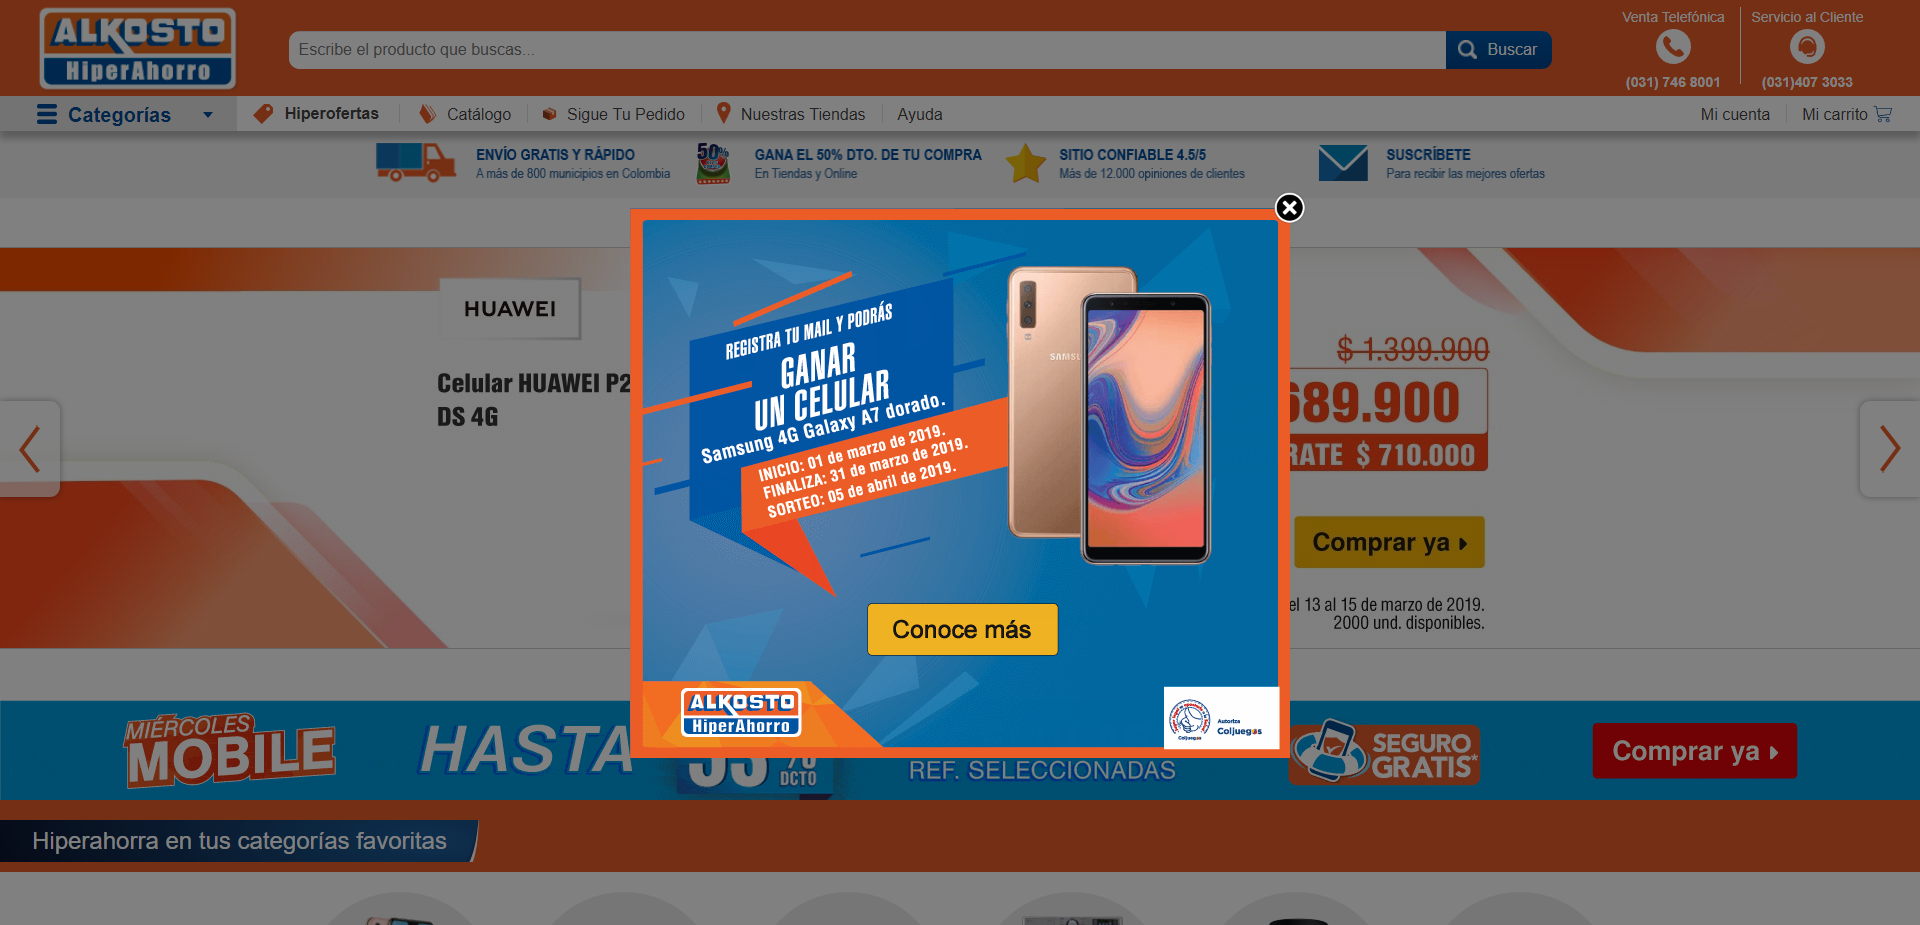 ALKOSTO
HiperAhorro
Escribe el producto que buscas...
Buscar
Venta Telefónica
(031) 746 8001
Servicio al Cliente
(031)407 3033
Categorías
Hiperofertas
Catálogo
Sigue Tu Pedido
Nuestras Tiendas
Ayuda
Mi cuenta
Mi carrito
ENVÍO GRATIS Y RÁPIDO
A más de 800 municipios en Colombia
50%
GANA EL 50% DTO. DE TU COMPRA
En Tiendas y Online
SITIO CONFIABLE 4.5/5
Más de 12.000 opiniones de clientes
SUSCRÍBETE
Para recibir las mejores ofertas
HUAWEI
Celular HUAWEI P2
DS 4G
$ 1.399.900
689.900
RATE $ 710.000
Comprar ya
el 13 al 15 de marzo de 2019.
2000 und. disponibles.
REGISTRA TU MAIL Y PODRÁS
GANAR
UN CELULAR
Samsung 4G Galaxy A7 dorado.
INICIO: 01 de marzo de 2019.
FINALIZA: 31 de marzo de 2019.
SORTEO: 05 de abril de 2019.
SAMSU
Conoce más
ALKOSTO
HiperAhorro
Autoriza
Coljuegos
Coljuegos
MIÉRCOLES
MOBILE
HASTA
DCTO
REF. SELECCIONADAS
SEGURO
GRATIS*
Comprar ya
Hiperahorra en tus categorías favoritas